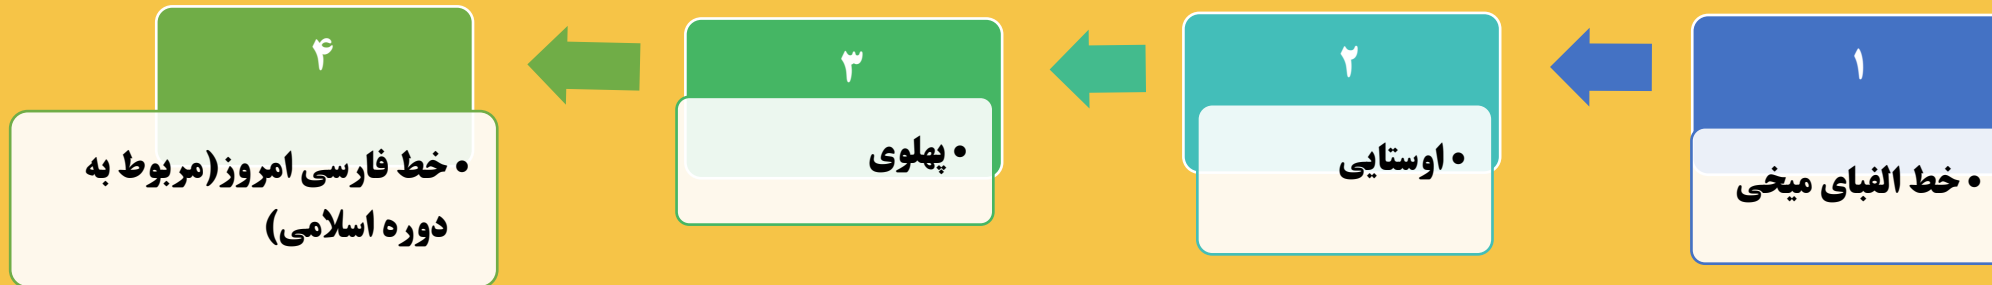 ۱
• خط الفبای میخی
۲
• اوستایی
۳
• پهلوی
۴
• خط فارسی امروز(مربوط به
دوره اسلامی)